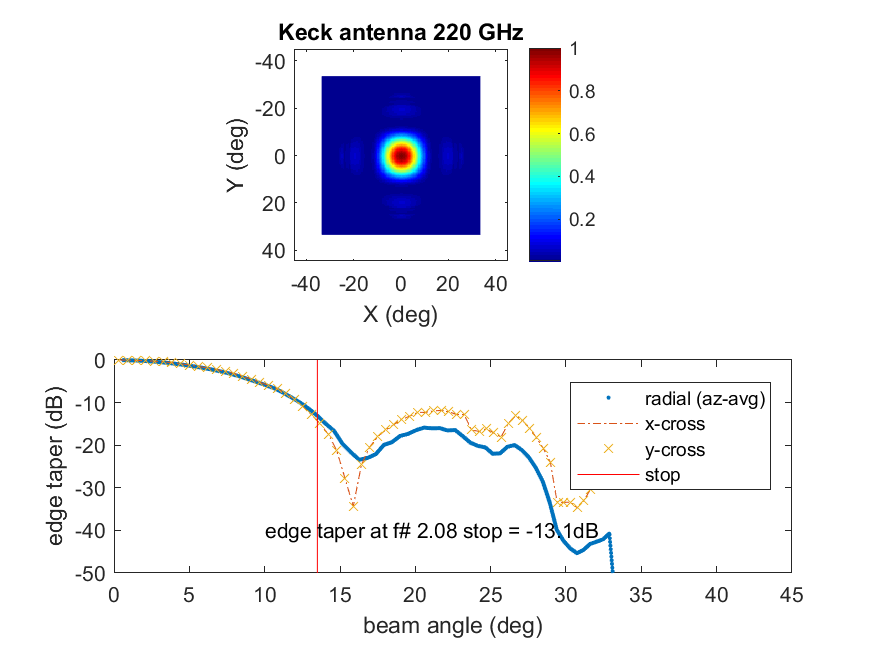 Keck antenna 220 GHz
-40
-20
0
20
40
Y (deg)
-40 -20 0 20 40
X (deg)
1
0.8
0.6
0.4
0.2
0
-10
-20
-30
-40
-50
edge taper (dB)
radial (az-avg)
x-cross
y-cross
stop
edge taper at f# 2.08 stop = -13.1dB
0 5 10 15 20 25 30 35 40 45
beam angle (deg)